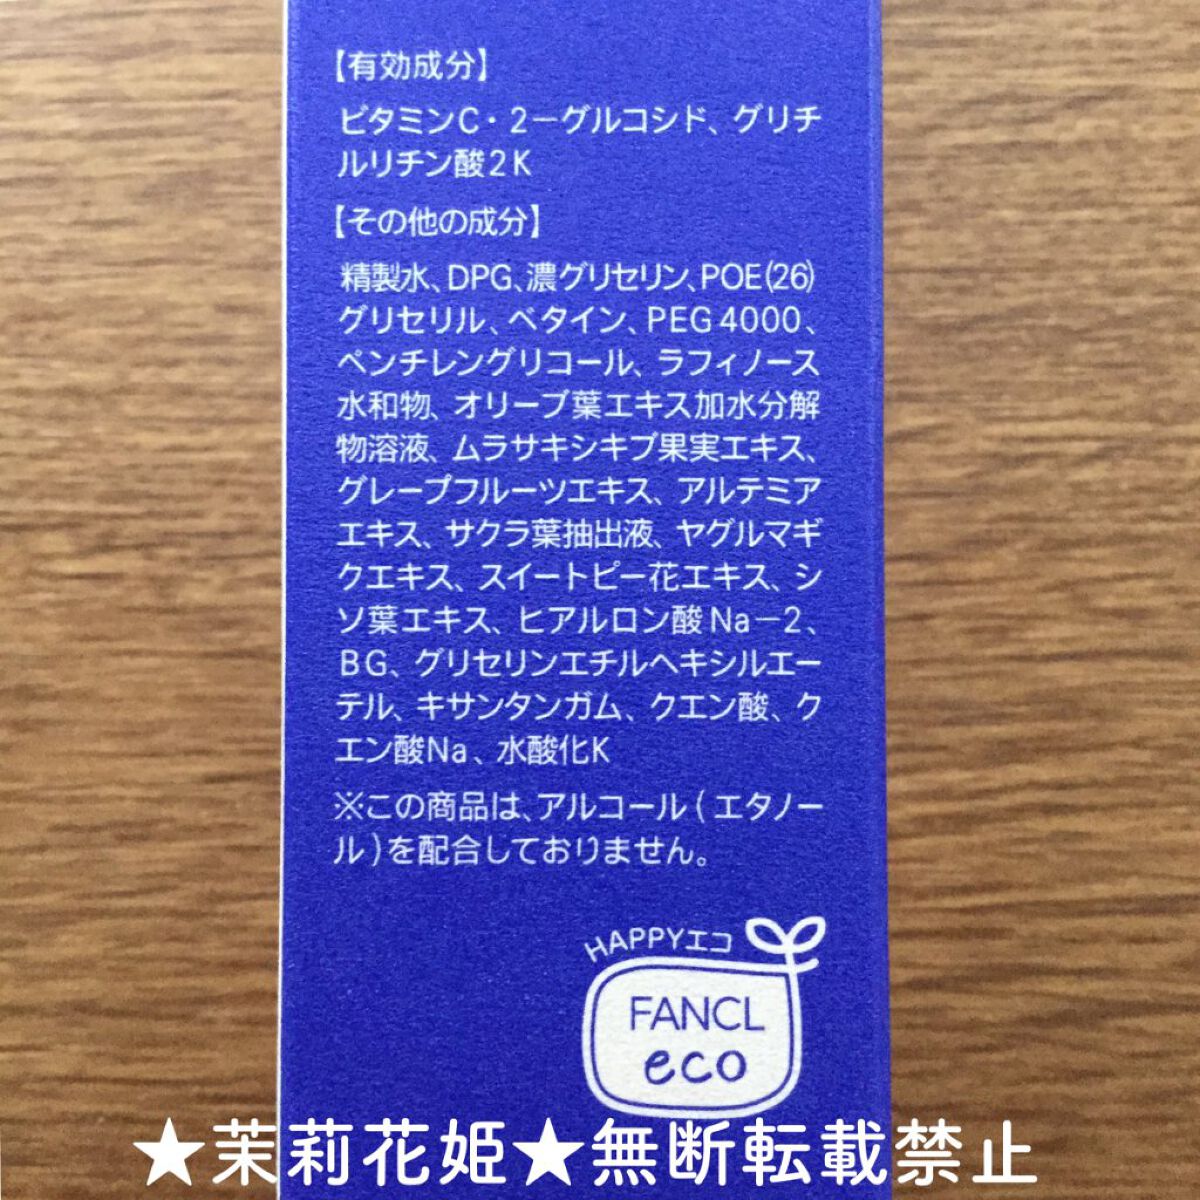 【有効成分】
ビタミンC・2－グルコシド、グリチ
ルリチン酸2K
【その他の成分】
精製水、DPG、濃グリセリン、POE(26)
グリセリル、ベタイン、PEG4000、
ペンチレングリコール、ラフィノース
水和物、オリーブ葉エキス加水分解
物溶液、ムラサキシキブ果実エキス、
グレープフルーツエキス、アルテミア
エキス、サクラ葉抽出液、ヤグルマギ
クエキス、スイートピー花エキス、シ
ソ葉エキス、ヒアルロン酸Na－2、
BG、グリセリンエチルヘキシルエー
テル、キサンタンガム、クエン酸、ク
エン酸Na、水酸化K
※この商品は、アルコール(エタノー
ル)を配合しておりません。
HAPPYエコ
FANCL
eco
★茉莉花姫★無断転載禁止